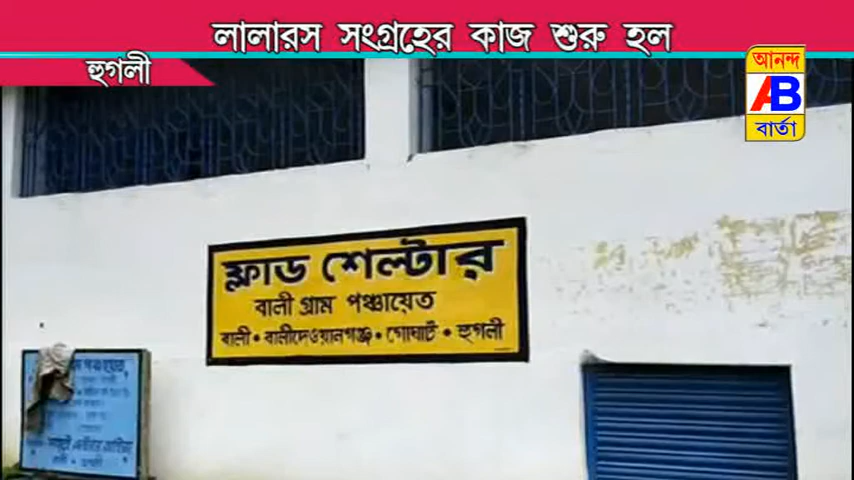 লালারস সংগ্রহের কাজ শুরু হল
হুগলী
আনন্দ
AB
বার্তা
ফ্লাড শেল্টার
বালী গ্রাম পঞ্চায়েত
বালী • বালীদেওয়ানগঞ্জ • গোঘাট • হুগলী